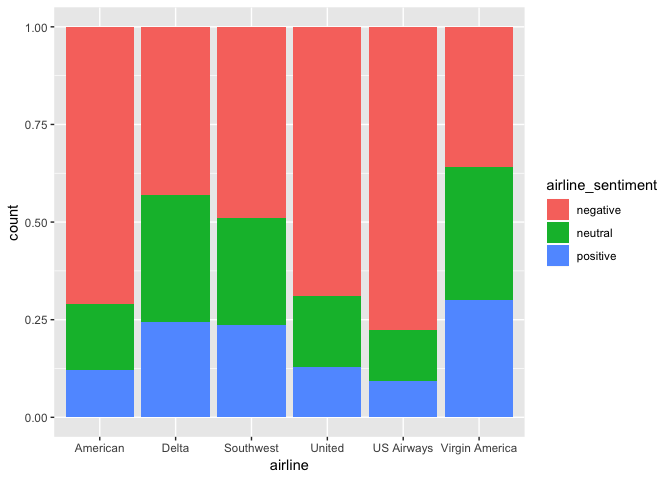 1.00
0.75
0.50
0.25
0.00
count
American Delta Southwest United US Airways Virgin America
airline
airline_sentiment
negative
neutral
positive